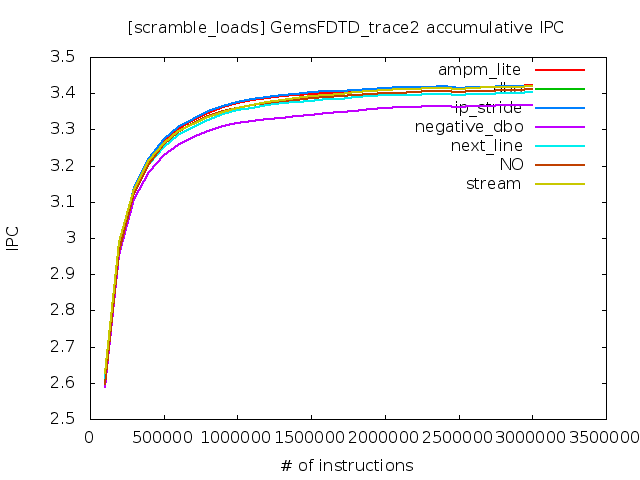 [scramble_loads] GemsFDTD_trace2 accumulative IPC
3.5
3.4
3.3
3.2
3.1
3
2.9
2.8
2.7
2.6
2.5
IPC
ampm_lite
ip_stride
negative_dbo
next_line
NO
stream
0 500000 1000000 1500000 2000000 2500000 3000000 3500000
# of instructions